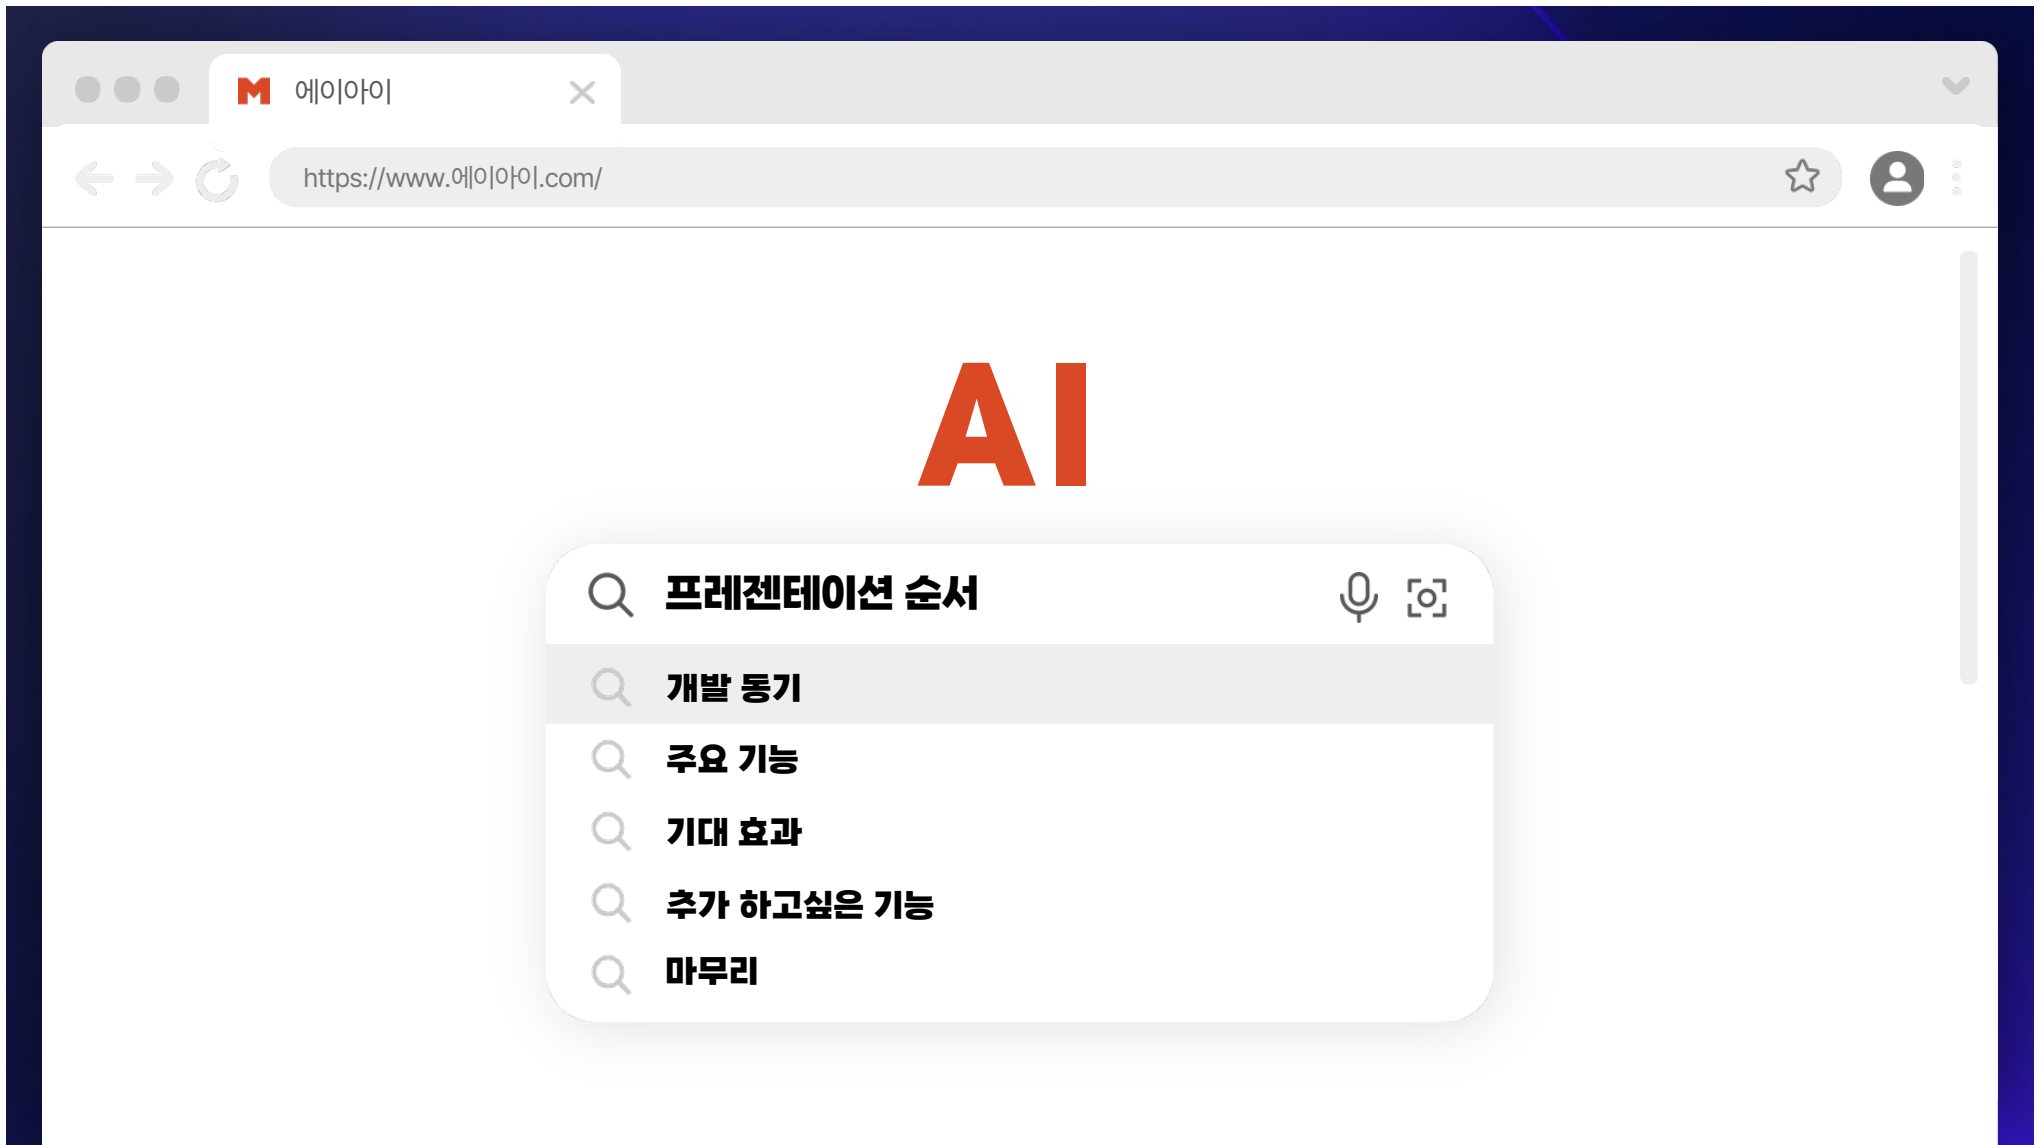 에이아이
https://www.에이아이.com/
AI
프레젠테이션 순서
개발 동기
주요 기능
기대 효과
추가 하고싶은 기능
마무리